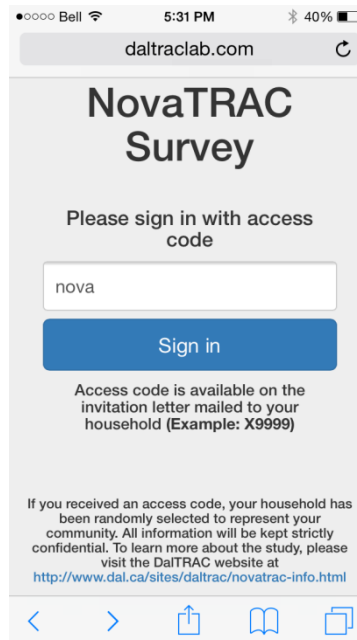 ●○○○○ Bell 5:31 PM 40%
daltraclab.com
NovaTRAC
Survey
Please sign in with access
code
nova
Sign in
Access code is available on the
invitation letter mailed to your
household (Example: X9999)
If you received an access code, your household has
been randomly selected to represent your
community. All information will be kept strictly
confidential. To learn more about the study, please
visit the DalTRAC website at
http://www.dal.ca/sites/daltrac/novatrac-info.html